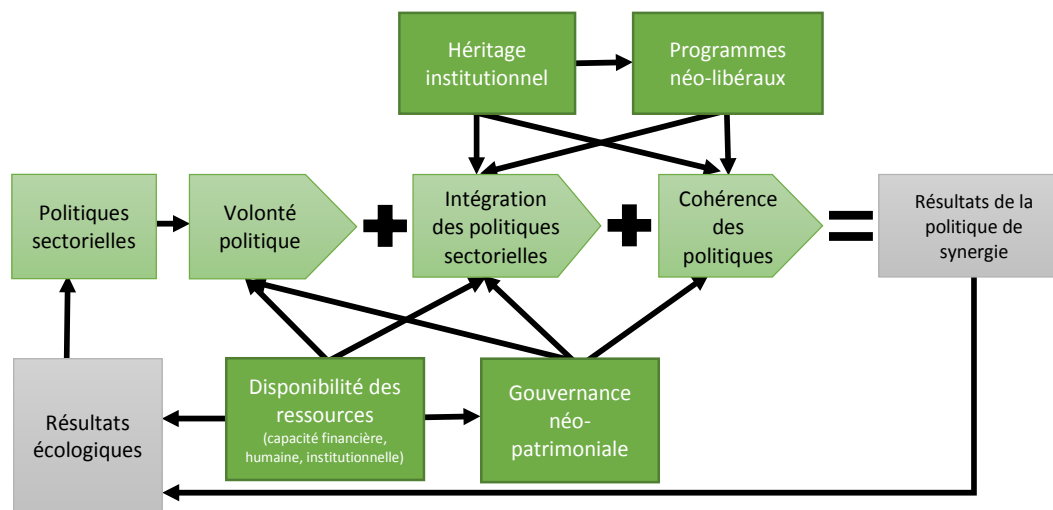 Héritage
institutionnel
Programmes
néo-libéraux
Politiques
sectorielles
Volonté
politique
Intégration
des politiques
sectorielles
Cohérence
des
politiques
Résultats de la
politique de
synergie
Résultats
écologiques
Disponibilité des
ressources
(capacité financière,
humaine, institutionnelle)
Gouvernance
néo-
patrimoniale